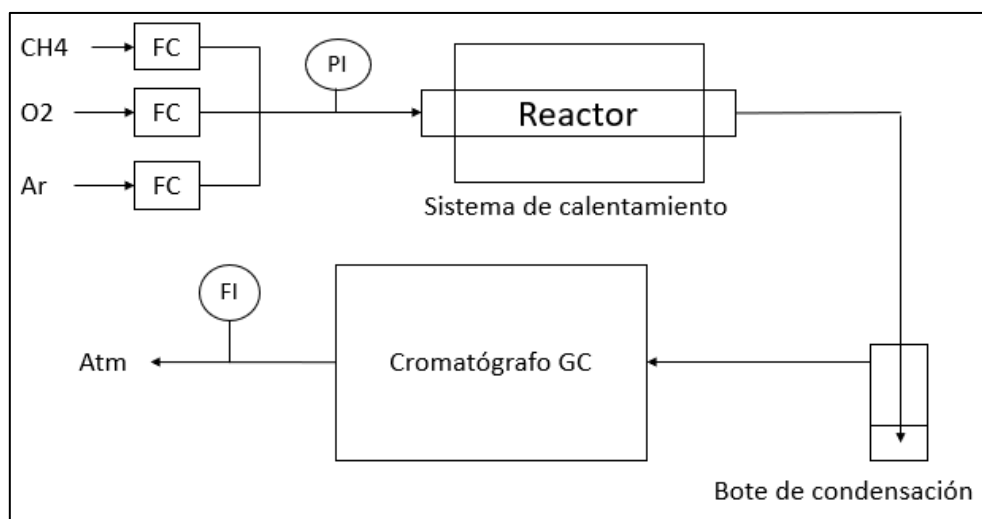 CH4
FC
PI
O2
FC
Reactor
Ar
FC
Sistema de calentamiento
FI
Atm
Cromatógrafo GC
Bote de condensación